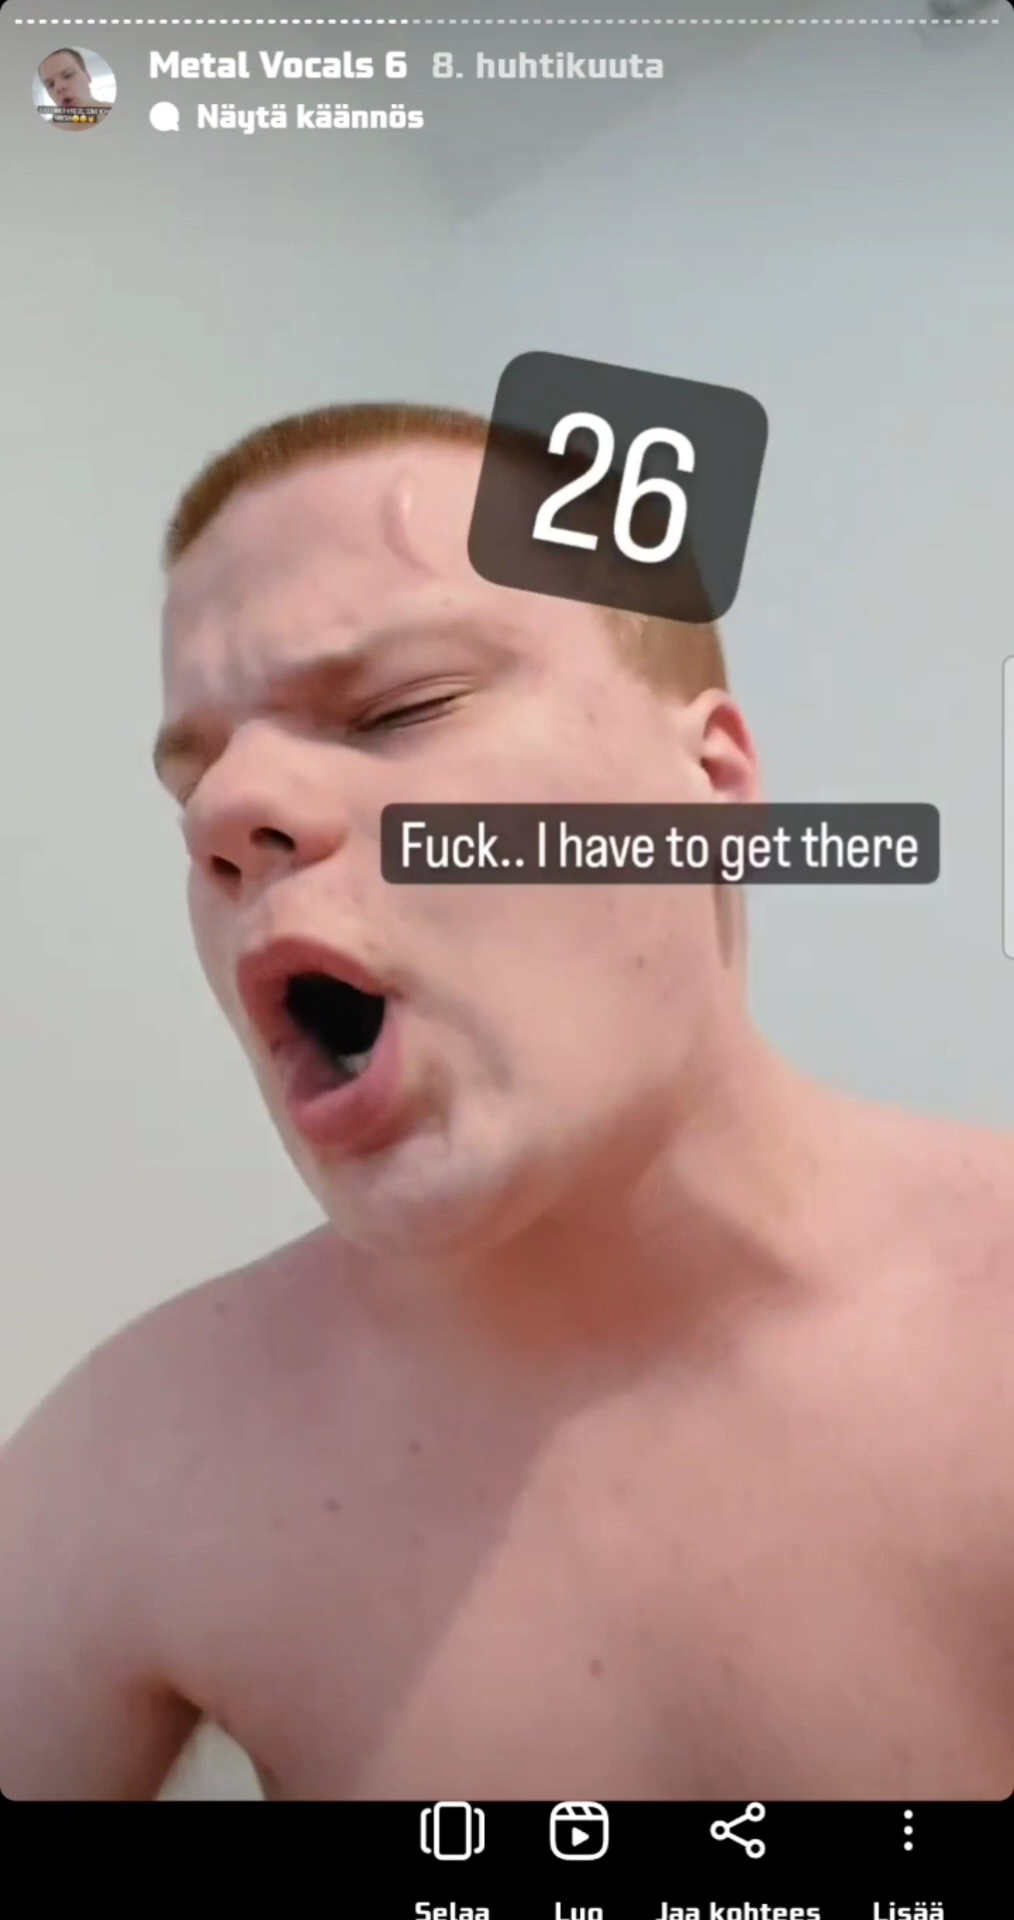 Metal Vocals 6 8. huhtikuuta
Näytä käännös
26
Fuck.. I have to get there
Selaa Luo Jaa kohtees Lisää